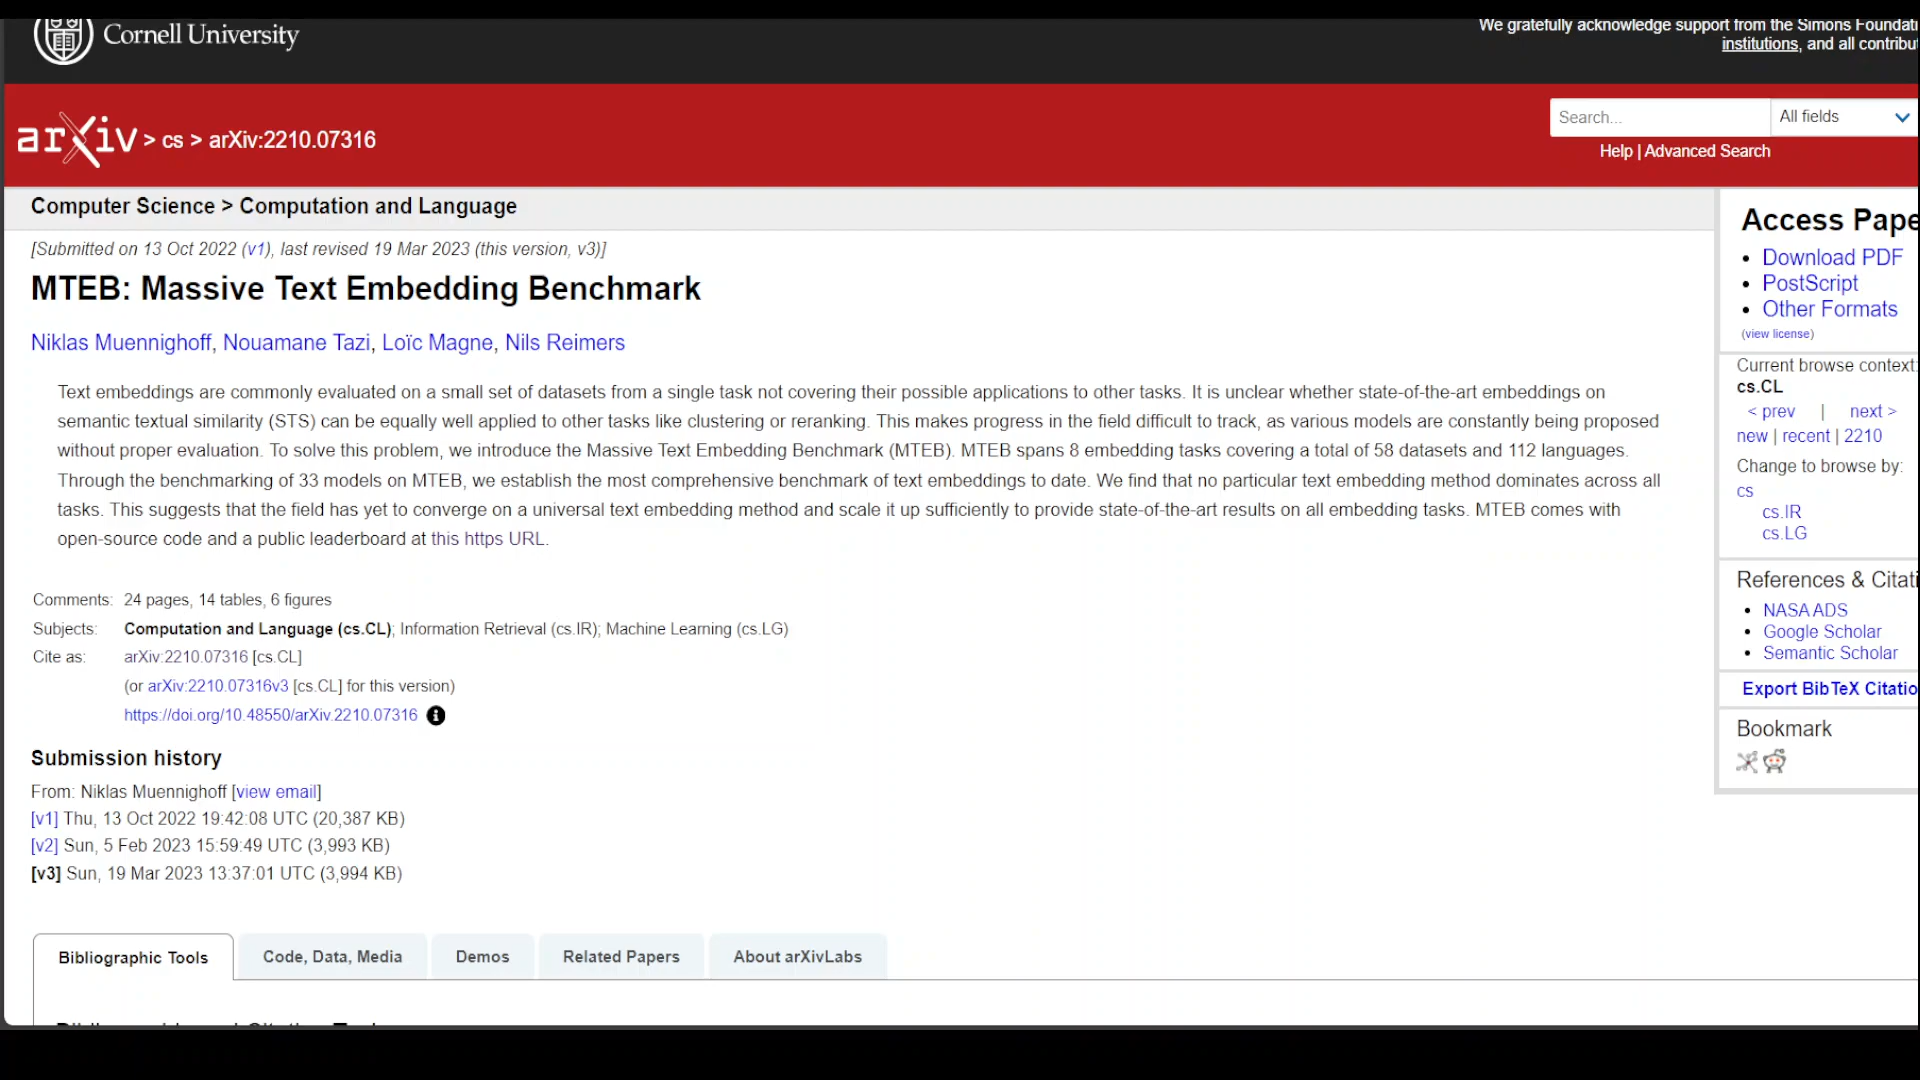 Cornell University
We gratefully acknowledge support from the Simons
institutions, and all
arXiv > cs > arXiv:2210.07316
Search...
All fields
Help | Advanced Search
Computer Science > Computation and Language
[Submitted on 13 Oct 2022 (v1), last revised 19 Mar 2023 (this version, v3)]
MTEB: Massive Text Embedding Benchmark
Niklas Muennighoff, Nouamane Tazi, Loïc Magne, Nils Reimers
Text embeddings are commonly evaluated on a small set of datasets from a single task not covering their possible applications to other tasks. It is unclear whether state-of-the-art embeddings on
semantic textual similarity (STS) can be equally well applied to other tasks like clustering or reranking. This makes progress in the field difficult to track, as various models are constantly being proposed
without proper evaluation. To solve this problem, we introduce the Massive Text Embedding Benchmark (MTEB). MTEB spans 8 embedding tasks covering a total of 58 datasets and 112 languages.
Through the benchmarking of 33 models on MTEB, we establish the most comprehensive benchmark of text embeddings to date. We find that no particular text embedding method dominates across all
tasks. This suggests that the field has yet to converge on a universal text embedding method and scale it up sufficiently to provide state-of-the-art results on all embedding tasks. MTEB comes with
open-source code and a public leaderboard at this https URL.
Comments: 24 pages, 14 tables, 6 figures
Subjects: Computation and Language (cs.CL); Information Retrieval (cs.IR); Machine Learning (cs.LG)
Cite as: arXiv:2210.07316 [cs.CL]
(or arXiv:2210.07316v3 [cs.CL] for this version)
https://doi.org/10.48550/arXiv.2210.07316
Submission history
From: Niklas Muennighoff [view email]
[v1] Thu, 13 Oct 2022 19:42:08 UTC (20,387 KB)
[v2] Sun, 5 Feb 2023 15:59:49 UTC (3,993 KB)
[v3] Sun, 19 Mar 2023 13:37:01 UTC (3,994 KB)
Bibliographic Tools
Code, Data, Media
Demos
Related Papers
About arXivLabs
Access
Download PDF
PostScript
Other Formats
(view license)
Current browse context:
cs.CL
< prev | next >
new | recent | 2210
Change to browse by:
cs
cs.IR
cs.LG
References &
NASA ADS
Google Scholar
Semantic Scholar
Export BibTeX
Bookmark